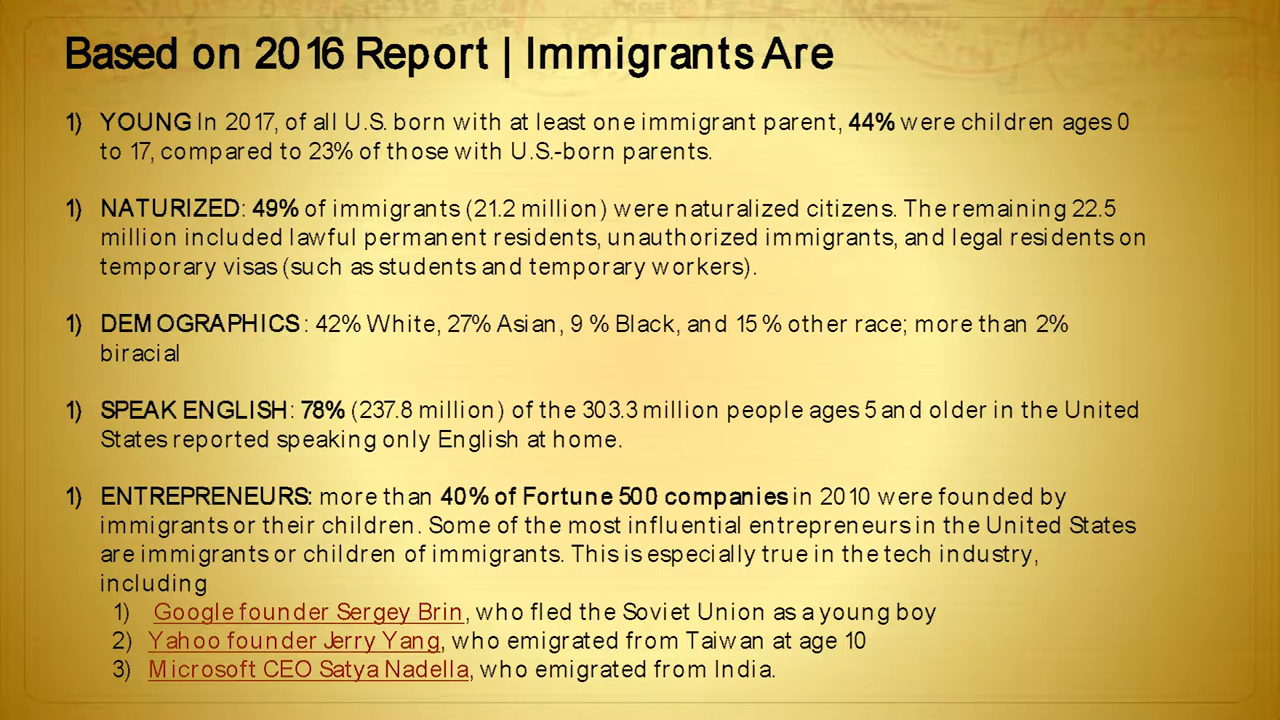 Based on 2016 Report | Immigrants Are
1) YOUNG In 2017, of all U.S. born with at least one immigrant parent, 44% were children ages 0
to 17, compared to 23% of those with U.S.-born parents.
1) NATURIZED: 49% of immigrants (21.2 million) were naturalized citizens. The remaining 22.5
million included lawful permanent residents, unauthorized immigrants, and legal residents on
temporary visas (such as students and temporary workers).
1) DEMOGRAPHICS: 42% White, 27% Asian, 9 % Black, and 15 % other race; more than 2%
biracial
1) SPEAK ENGLISH: 78% (237.8 million) of the 303.3 million people ages 5 and older in the United
States reported speaking only English at home.
1) ENTREPRENEURS: more than 40% of Fortune 500 companies in 2010 were founded by
immigrants or their children. Some of the most influential entrepreneurs in the United States
are immigrants or children of immigrants. This is especially true in the tech industry,
including
1) Google founder Sergey Brin, who fled the Soviet Union as a young boy
2) Yahoo founder Jerry Yang, who emigrated from Taiwan at age 10
3) Microsoft CEO Satya Nadella, who emigrated from India.